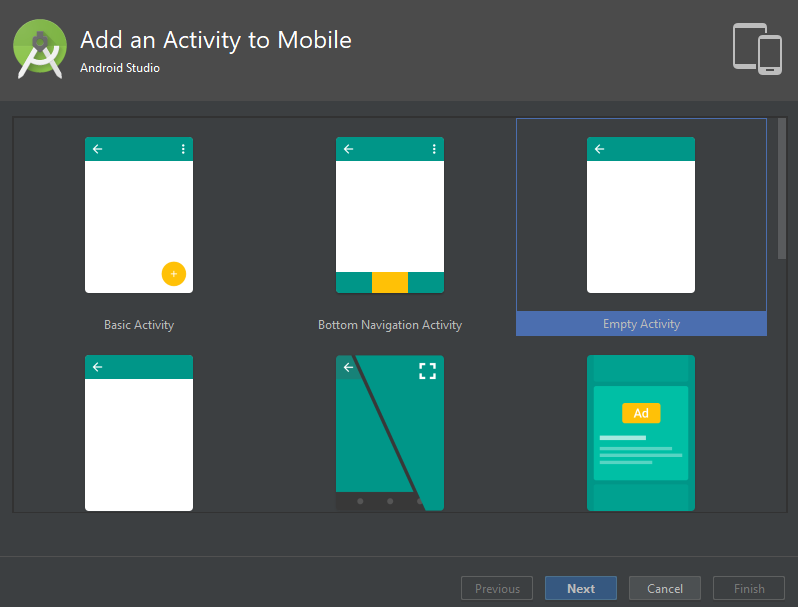 Add an Activity to Mobile
Android Studio
Basic Activity
Bottom Navigation Activity
Empty Activity
Ad
Previous
Next
Cancel
Finish